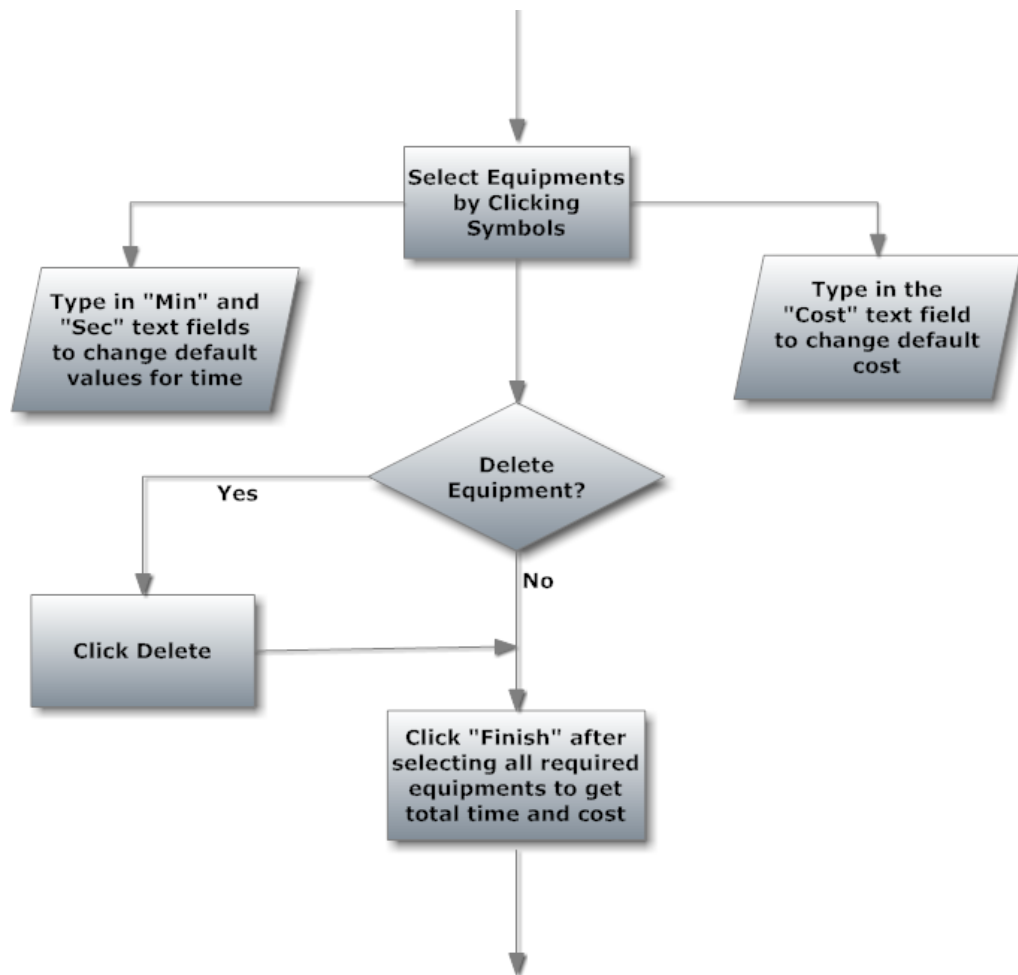 Select Equipments
by Clicking
Symbols
Type in "Min" and
"Sec" text fields
to change default
values for time
Type in the
"Cost" text field
to change default
cost
Delete
Equipment?
Yes
No
Click Delete
Click "Finish" after
selecting all required
equipments to get
total time and cost